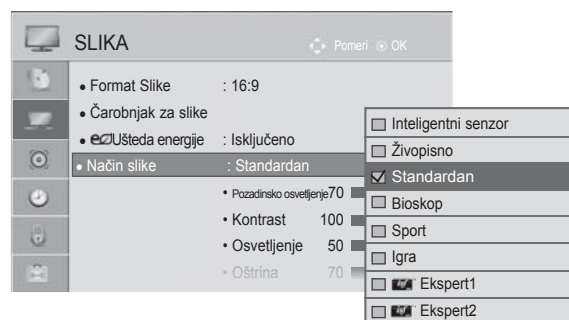 SLIKA
Pomeri OK
• Format Slike : 16:9
• Čarobnjak za slike
• eco Ušteda energije : Isključeno
• Način slike : Standardan
• Pozadinsko osvetljenje 70
• Kontrast 100
• Osvetljenje 50
• Oštrina 70
Inteligentni senzor
Živopisno
Standardan
Bioskop
Sport
Igra
Ekspert1
Ekspert2